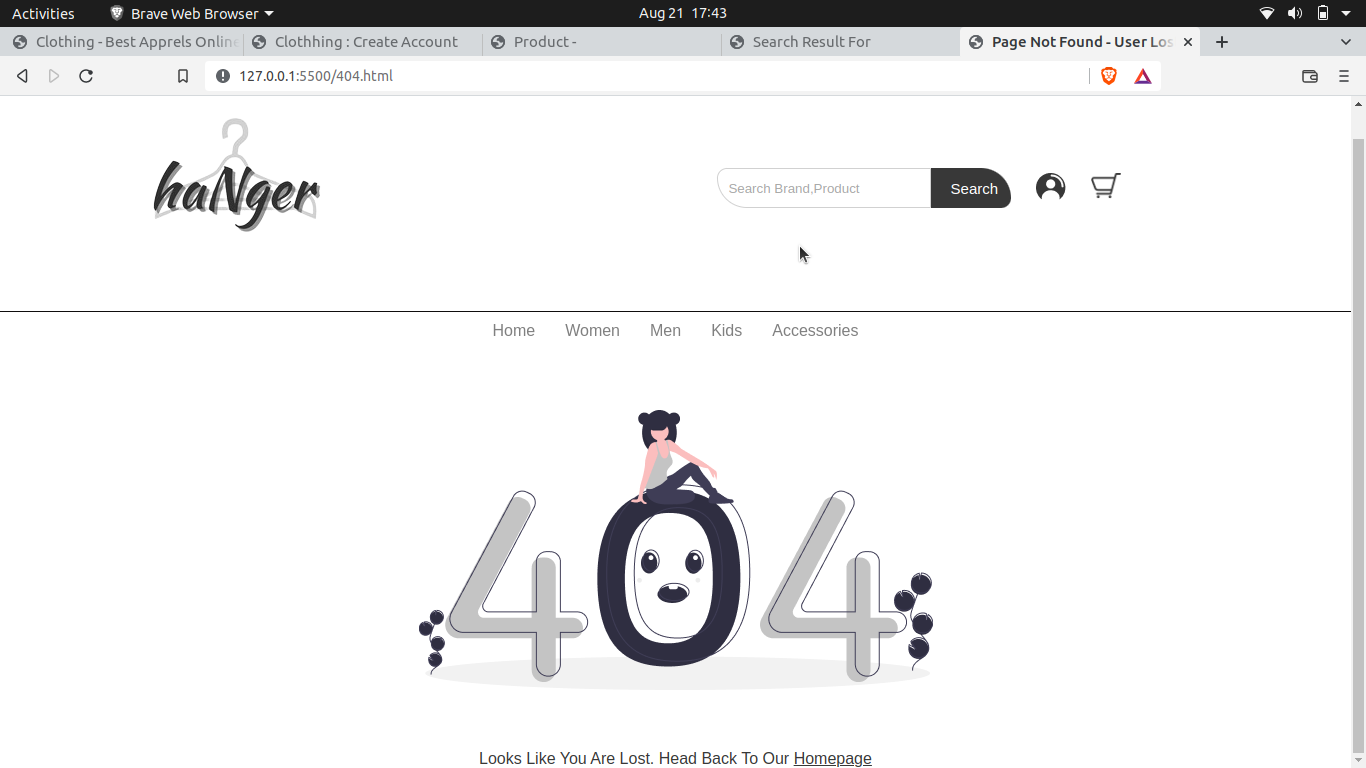 Activities Brave Web Browser Aug 21 17:43
Clothing - Best Apprels Online Clothhing : Create Account Product - Search Result For Page Not Found - User Los
127.0.0.1:5500/404.html
haNger
Search Brand,Product Search
Home Women Men Kids Accessories
404
Looks Like You Are Lost. Head Back To Our Homepage